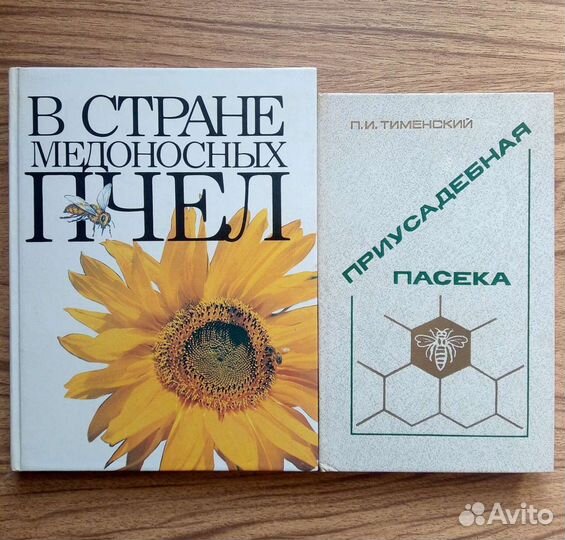 В СТРАНЕ
МЕДОНОСНЫХ
ПЧЕЛ
П.И. ТИМЕНСКИЙ
ПРИУСАДЕБНАЯ
ПАСЕКА
Avito